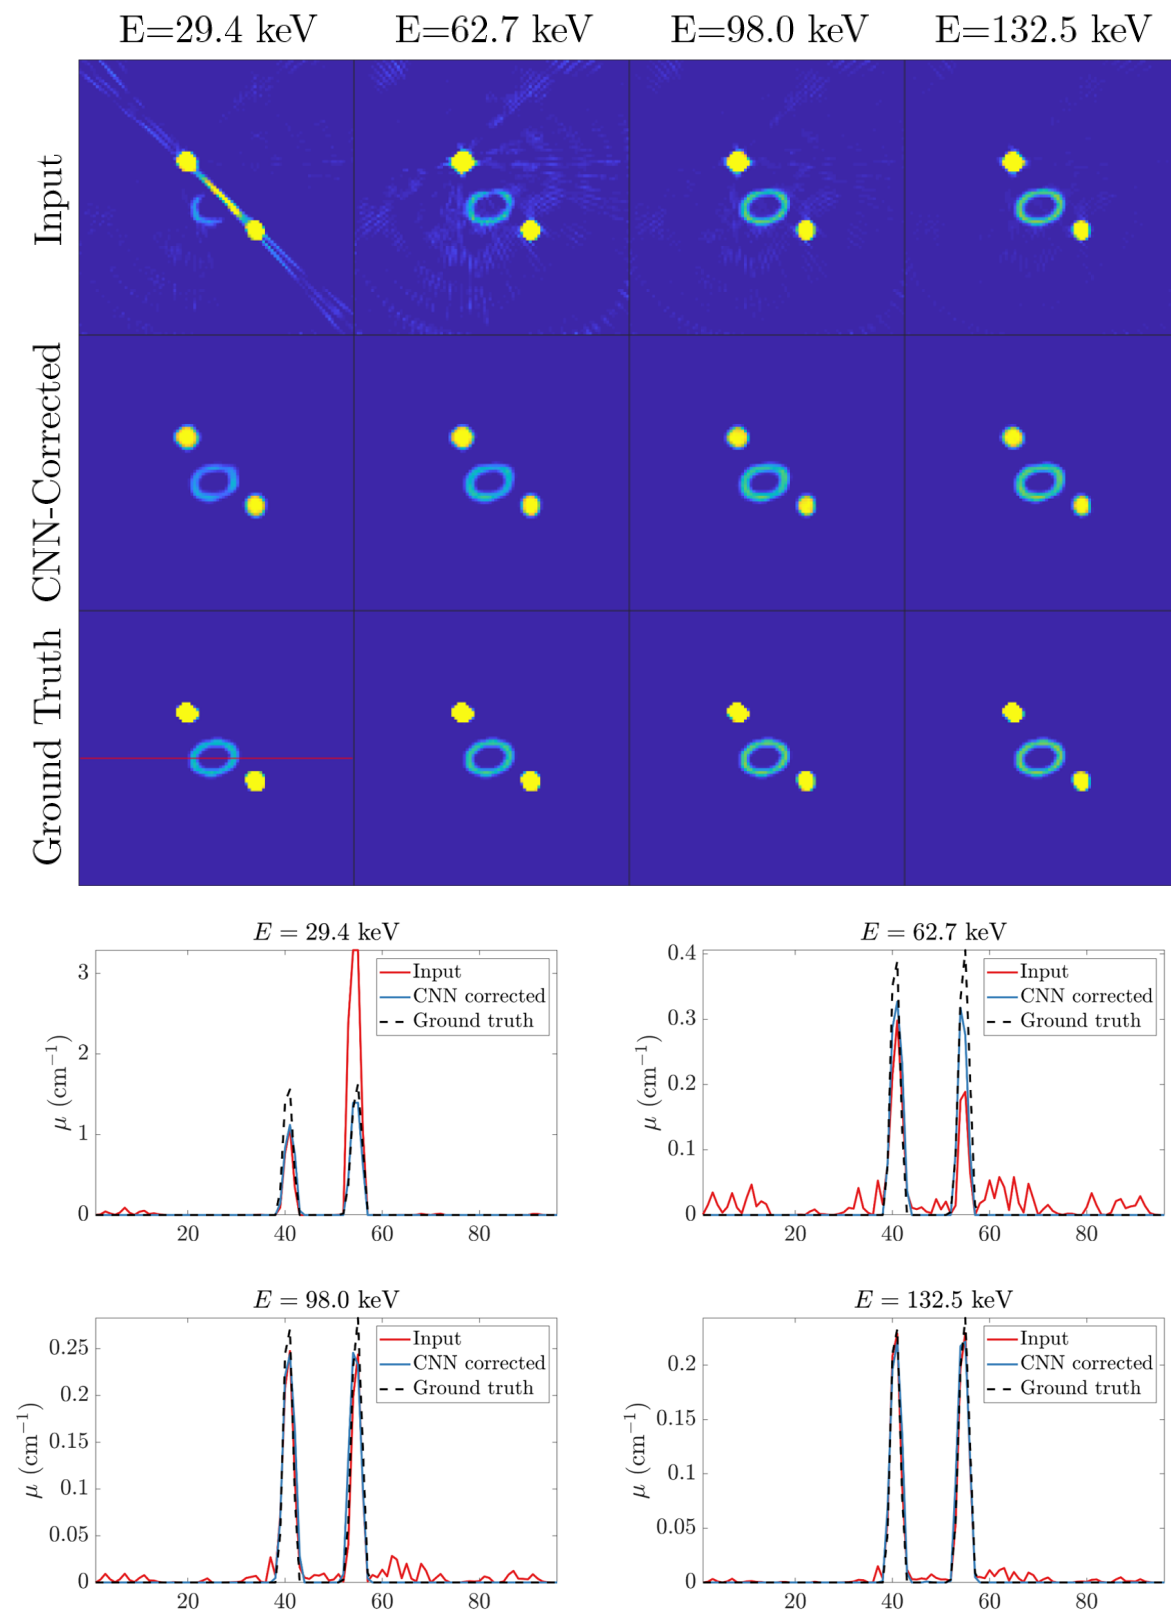 E=29.4 keV E=62.7 keV E=98.0 keV E=132.5 keV
Input
CNN-Corrected
Ground Truth
E = 29.4 keV
3
2
1
0
20 40 60 80
μ (cm⁻¹)
Input
CNN corrected
Ground truth
E = 62.7 keV
0.4
0.3
0.2
0.1
0
20 40 60 80
μ (cm⁻¹)
Input
CNN corrected
Ground truth
E = 98.0 keV
0.25
0.2
0.15
0.1
0.05
0
20 40 60 80
μ (cm⁻¹)
Input
CNN corrected
Ground truth
E = 132.5 keV
0.2
0.15
0.1
0.05
0
20 40 60 80
μ (cm⁻¹)
Input
CNN corrected
Ground truth